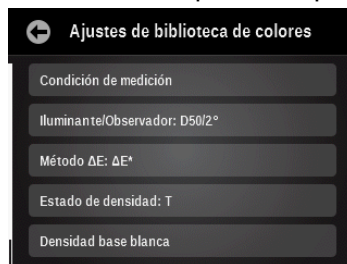 Ajustes de biblioteca de colores
Condición de medición
Iluminante/Observador: D50/2°
Método ΔE: ΔE*
Estado de densidad: T
Densidad base blanca